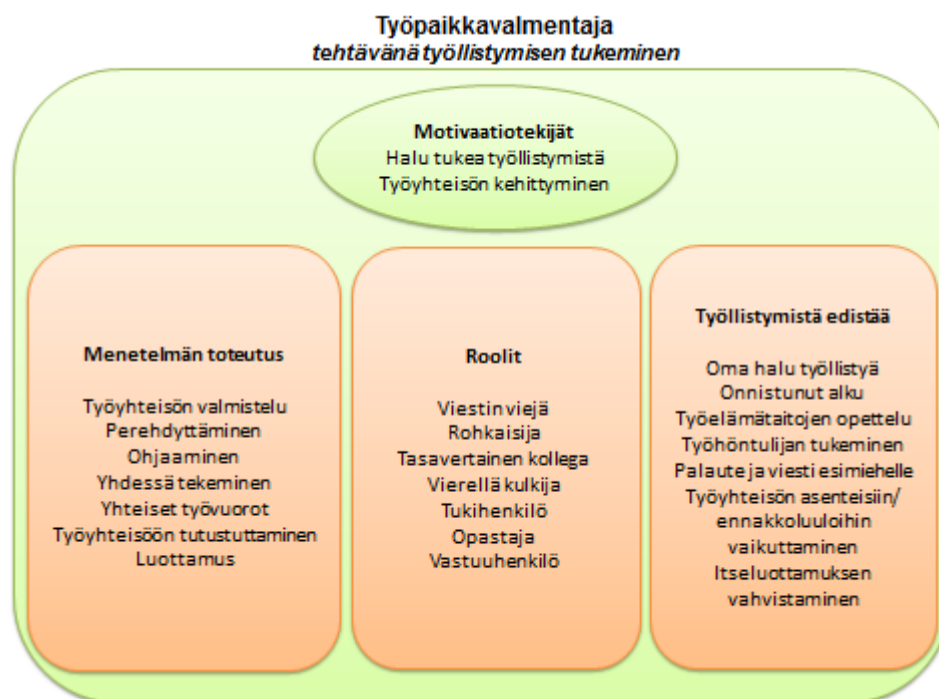 Työpaikkavalmentaja
tehtävänä työllistymisen tukeminen
Motivaatiotekijät
Halu tukea työllistymistä
Työyhteisön kehittyminen
Menetelmän toteutus
Työyhteisön valmistelu
Perehdyttäminen
Ohjaaminen
Yhdessä tekeminen
Yhteiset työvuorot
Työyhteisöön tutustuttaminen
Luottamus
Roolit
Viestinviejä
Rohkaisija
Tasavertainen kollega
Vierellä kulkija
Tukihenkilö
Opastaja
Vastuuhenkilö
Työllistymistä edistää
Oma halu työllistyä
Onnistunut alku
Työelämätaitojen opettelu
Työhöntulijan tukeminen
Palaute ja viesti esimiehelle
Työyhteisön asenteisiin/
ennakkoluuloihin
vaikuttaminen
Itseluottamuksen
vahvistaminen